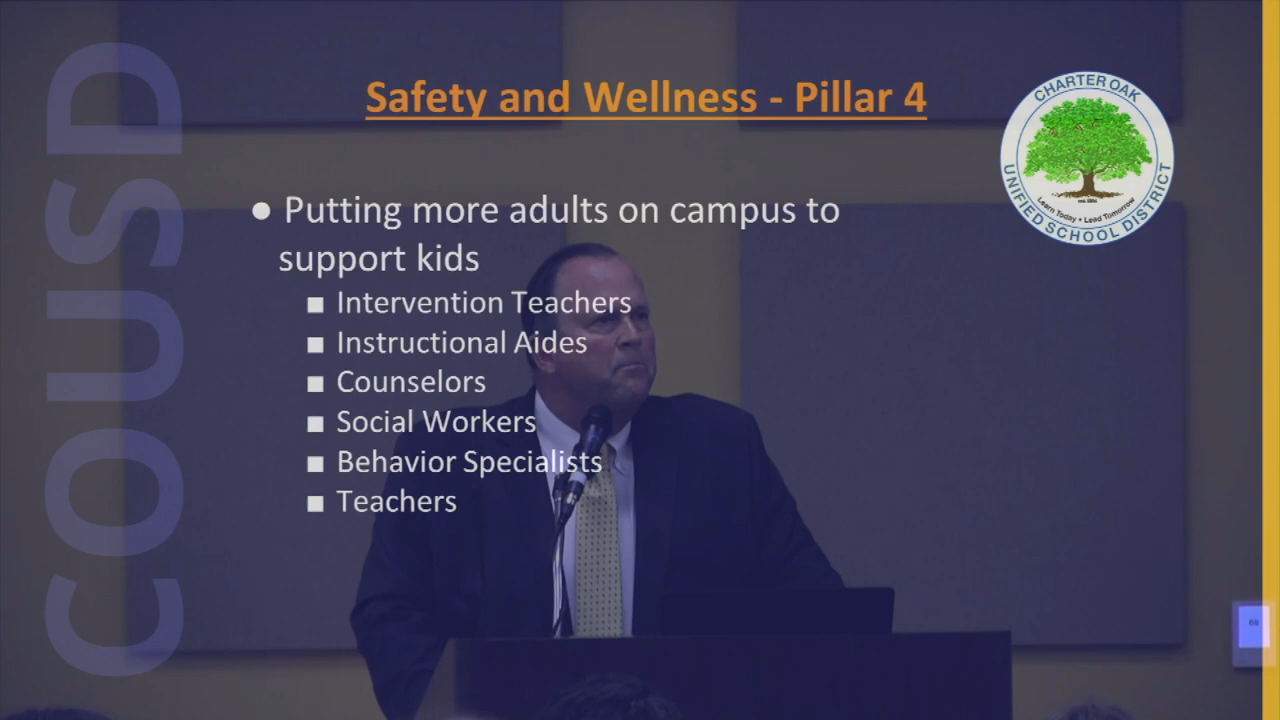 COUSD
Safety and Wellness - Pillar 4
CHARTER OAK
UNIFIED SCHOOL DISTRICT
Learn Today • Lead Tomorrow
● Putting more adults on campus to
support kids
■ Intervention Teachers
■ Instructional Aides
■ Counselors
■ Social Workers
■ Behavior Specialists
■ Teachers